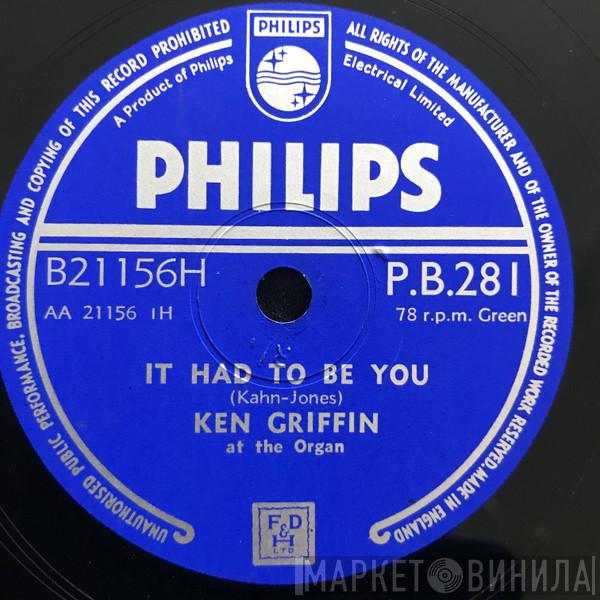 UNAUTHORISED PUBLIC PERFORMANCE, BROADCASTING AND COPYING OF THIS RECORD PROHIBITED
ALL RIGHTS OF THE MANUFACTURER AND OF THE OWNER OF THE RECORDED WORK RESERVED. MADE IN ENGLAND
PHILIPS
A Product of Philips
Electrical Limited
PHILIPS
B21156H
P.B.281
AA 21156 1H
78 r.p.m. Green
IT HAD TO BE YOU
(Kahn-Jones)
KEN GRIFFIN
at the Organ
F&D
H
LTD
МАРКЕТ ВИНИЛА